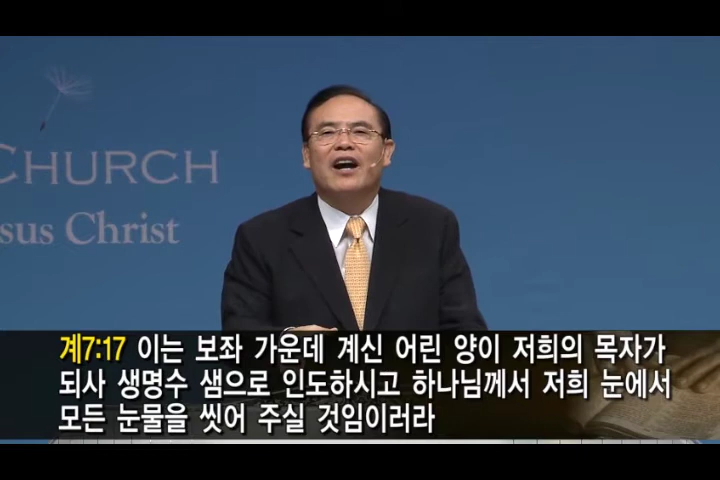 CHURCH
sus Christ
계7:17 이는 보좌 가운데 계신 어린 양이 저희의 목자가
되사 생명수 샘으로 인도하시고 하나님께서 저희 눈에서
모든 눈물을 씻어 주실 것임이러라